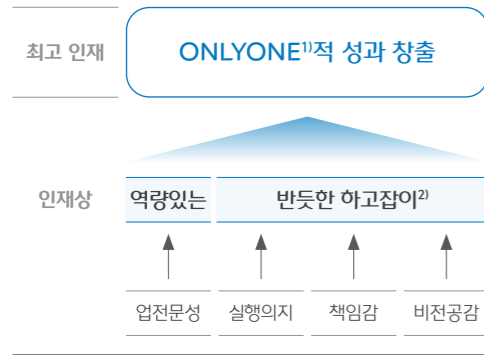 최고 인재
ONLYONE¹⁾적 성과 창출
인재상
역량있는
반듯한 하고잡이²⁾
업전문성
실행의지
책임감
비전공감